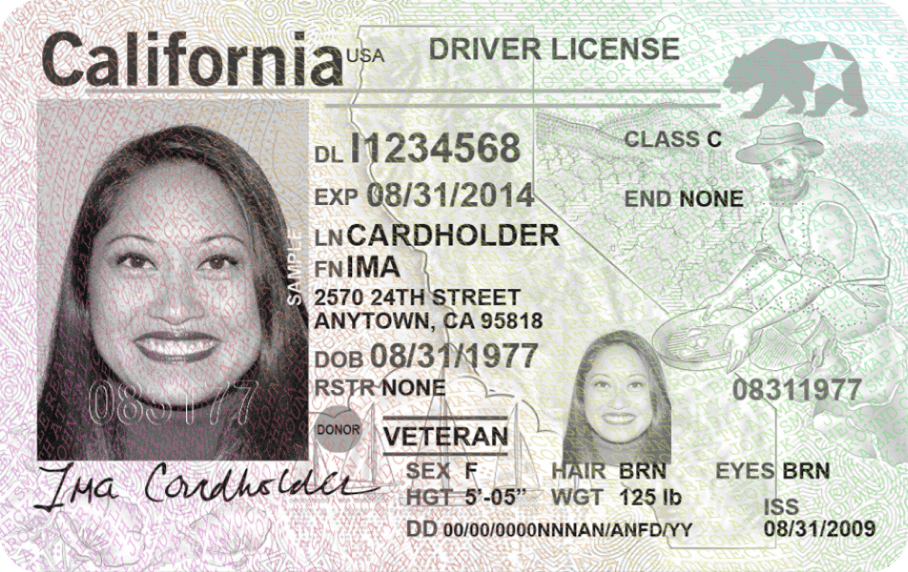 California USA DRIVER LICENSE
DL I1234568
CLASS C
EXP 08/31/2014
END NONE
LN CARDHOLDER
FN IMA
SAMPLE
2570 24TH STREET
ANYTOWN, CA 95818
DOB 08/31/1977
RSTR NONE
08311977
083177
DONOR
VETERAN
Ima Cardholder
SEX F HAIR BRN EYES BRN
HGT 5'-05" WGT 125 lb
ISS
DD 00/00/0000NNNAN/ANFD/YY
08/31/2009